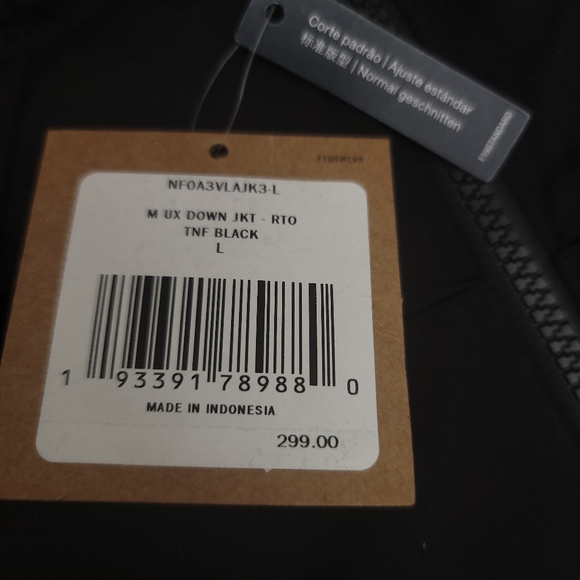 Corte padrão | Ajuste estándar
标准版型 | Normal geschnitten
NF0A3VLAJK3-L
M UX DOWN JKT - RTO
TNF BLACK
L
1 93391 78988 0
MADE IN INDONESIA
299.00